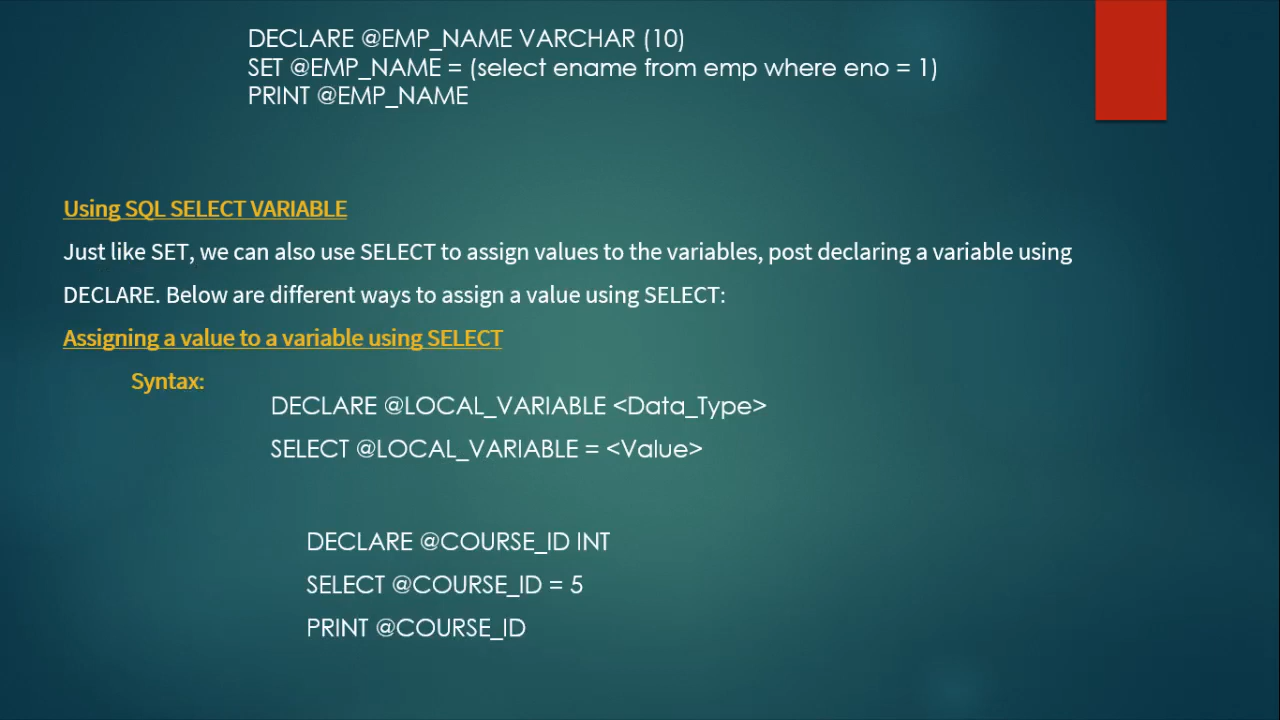 DECLARE @EMP_NAME VARCHAR (10)
SET @EMP_NAME = (select ename from emp where eno = 1)
PRINT @EMP_NAME
Using SQL SELECT VARIABLE
Just like SET, we can also use SELECT to assign values to the variables, post declaring a variable using
DECLARE. Below are different ways to assign a value using SELECT:
Assigning a value to a variable using SELECT
Syntax:
DECLARE @LOCAL_VARIABLE <Data_Type>
SELECT @LOCAL_VARIABLE = <Value>
DECLARE @COURSE_ID INT
SELECT @COURSE_ID = 5
PRINT @COURSE_ID